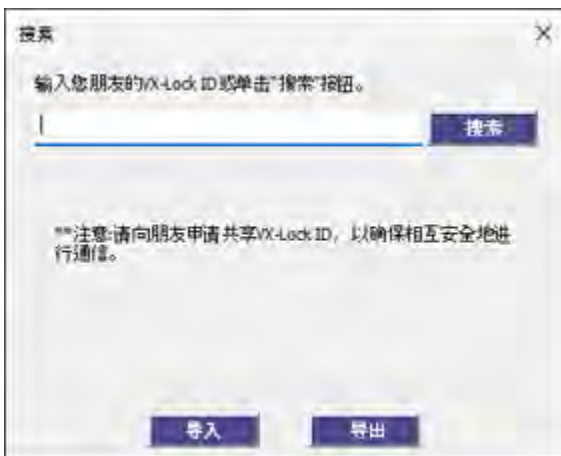 搜索
输入您朋友的VX-Lock ID或单击"搜索"按钮。
搜索
**注意:请向朋友申请共享VX-Lock ID，以确保相互安全地进
行通信。
导入
导出